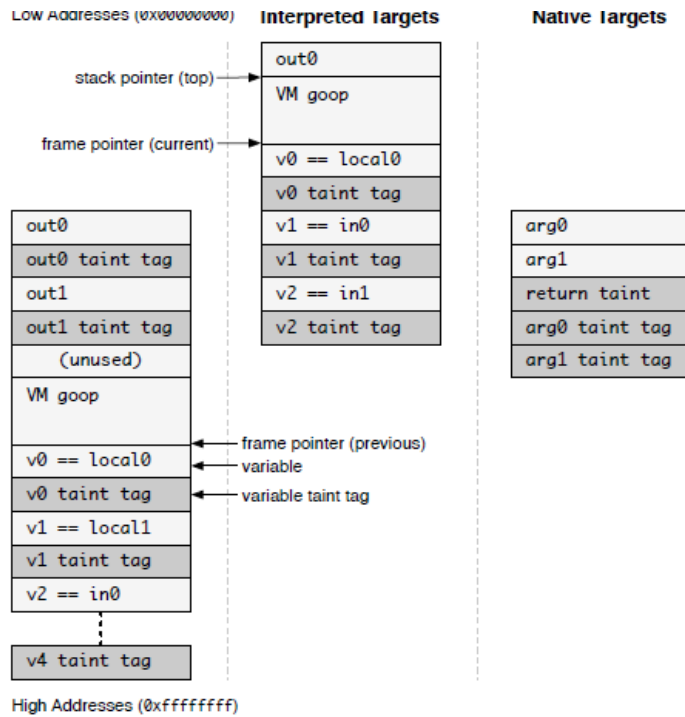 Low Addresses (0x00000000)
Interpreted Targets
Native Targets
out0
stack pointer (top)
VM goop
frame pointer (current)
v0 == local0
v0 taint tag
v1 == in0
v1 taint tag
v2 == in1
v2 taint tag
out0
out0 taint tag
out1
out1 taint tag
(unused)
VM goop
frame pointer (previous)
v0 == local0
variable
v0 taint tag
variable taint tag
v1 == local1
v1 taint tag
v2 == in0
v4 taint tag
arg0
arg1
return taint
arg0 taint tag
arg1 taint tag
High Addresses (0xffffffff)